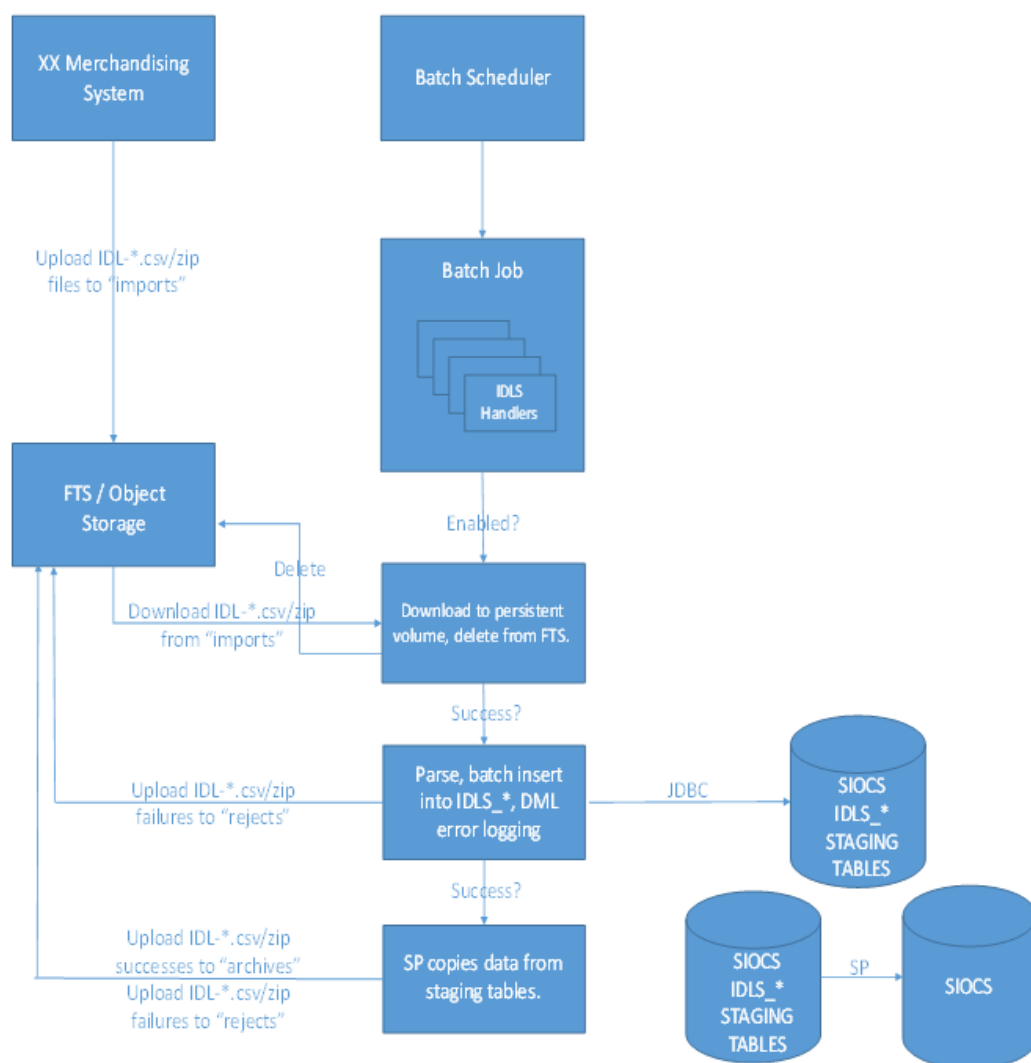 XX Merchandising
System
Batch Scheduler
Upload IDL-*.csv/zip
files to “imports”
Batch Job
IDLS
Handlers
FTS / Object
Storage
Enabled?
Delete
Download IDL-*.csv/zip
from “imports”
Download to persistent
volume, delete from FTS.
Success?
Upload IDL-*.csv/zip
failures to “rejects”
Parse, batch insert
into IDLS_*, DML
error logging
JDBC
SIOCS
IDLS_*
STAGING
TABLES
Success?
Upload IDL-*.csv/zip
successes to “archives”
Upload IDL-*.csv/zip
failures to “rejects”
SP copies data from
staging tables.
SIOCS
IDLS_*
STAGING
TABLES
SP
SIOCS